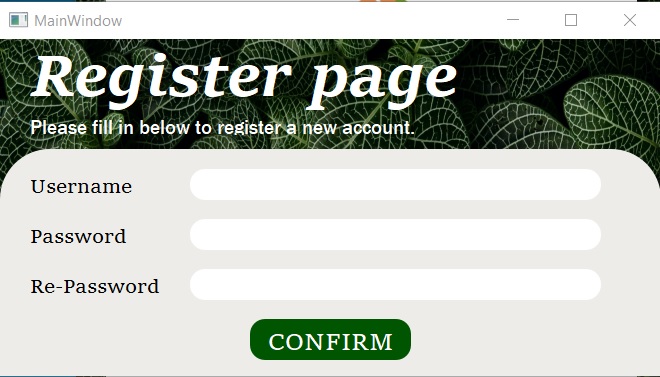 MainWindow
Register page
Please fill in below to register a new account.
Username
Password
Re-Password
CONFIRM